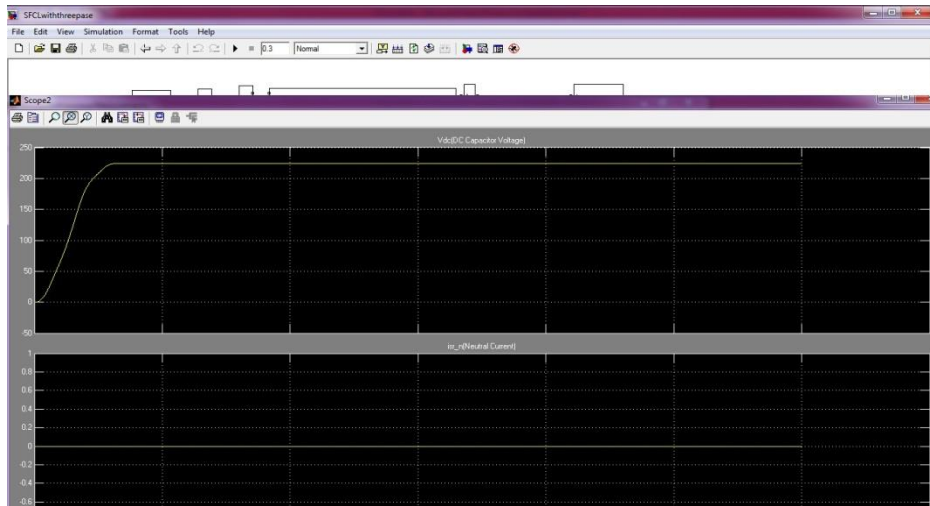 SFCLwiththreepase
File Edit View Simulation Format Tools Help
0.3 Normal
Scope2
Vdc(DC Capacitor Voltage)
250
200
150
100
50
0
-50
(Neutral Current)
1
0.8
0.6
0.4
0.2
0
-0.2
-0.4
-0.6